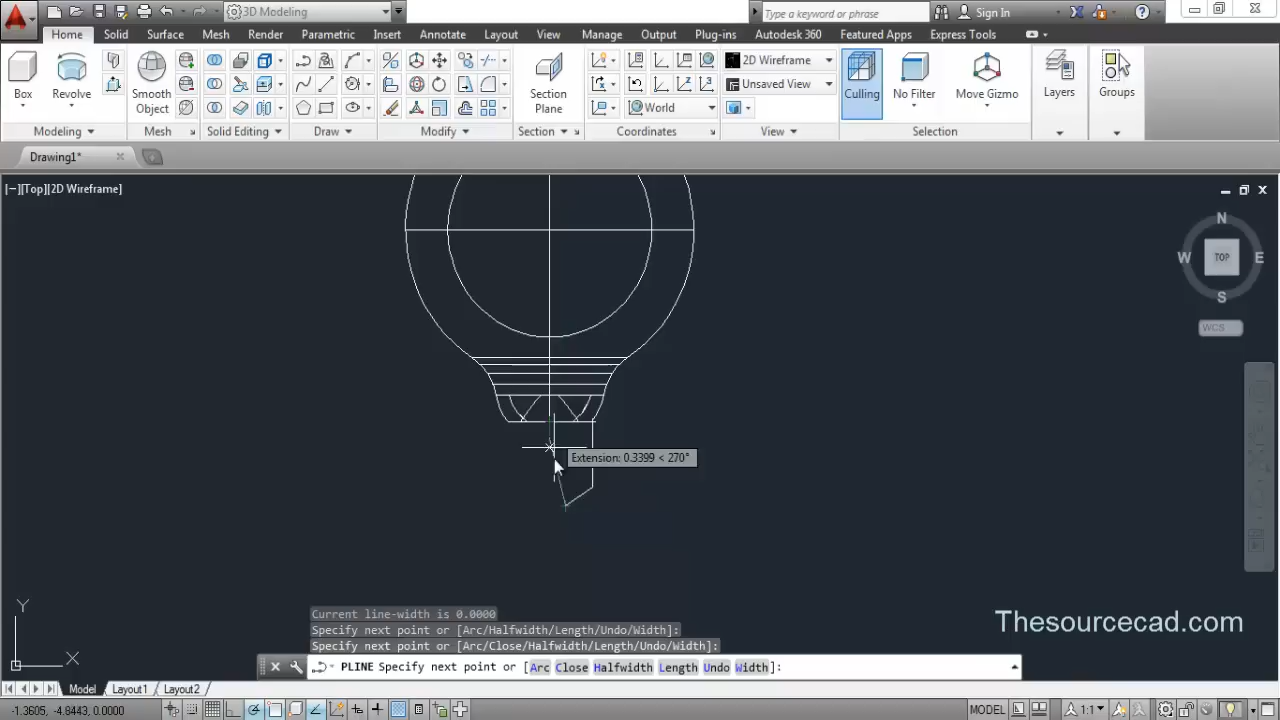 3D Modeling
Type a keyword or phrase
Sign In
Home Solid Surface Mesh Render Parametric Insert Annotate Layout View Manage Output Plug-ins Autodesk 360 Featured Apps Express Tools
2D Wireframe
Unsaved View
World
Box Revolve Smooth Object Section Plane Culling No Filter Move Gizmo Layers Groups
Modeling Mesh Solid Editing Draw Modify Section Coordinates View Selection
Drawing1*
[−][Top][2D Wireframe]
N
W TOP E
S
WCS
Extension: 0.3399 < 270°
Y
X
Thesourcecad.com
Current line-width is 0.0000
Specify next point or [Arc/Halfwidth/Length/Undo/Width]:
Specify next point or [Arc/Close/Halfwidth/Length/Undo/Width]:
PLINE Specify next point or [Arc Close Halfwidth Length Undo Width]:
Model Layout1 Layout2
-1.3605, -4.8443, 0.0000
MODEL
1:1